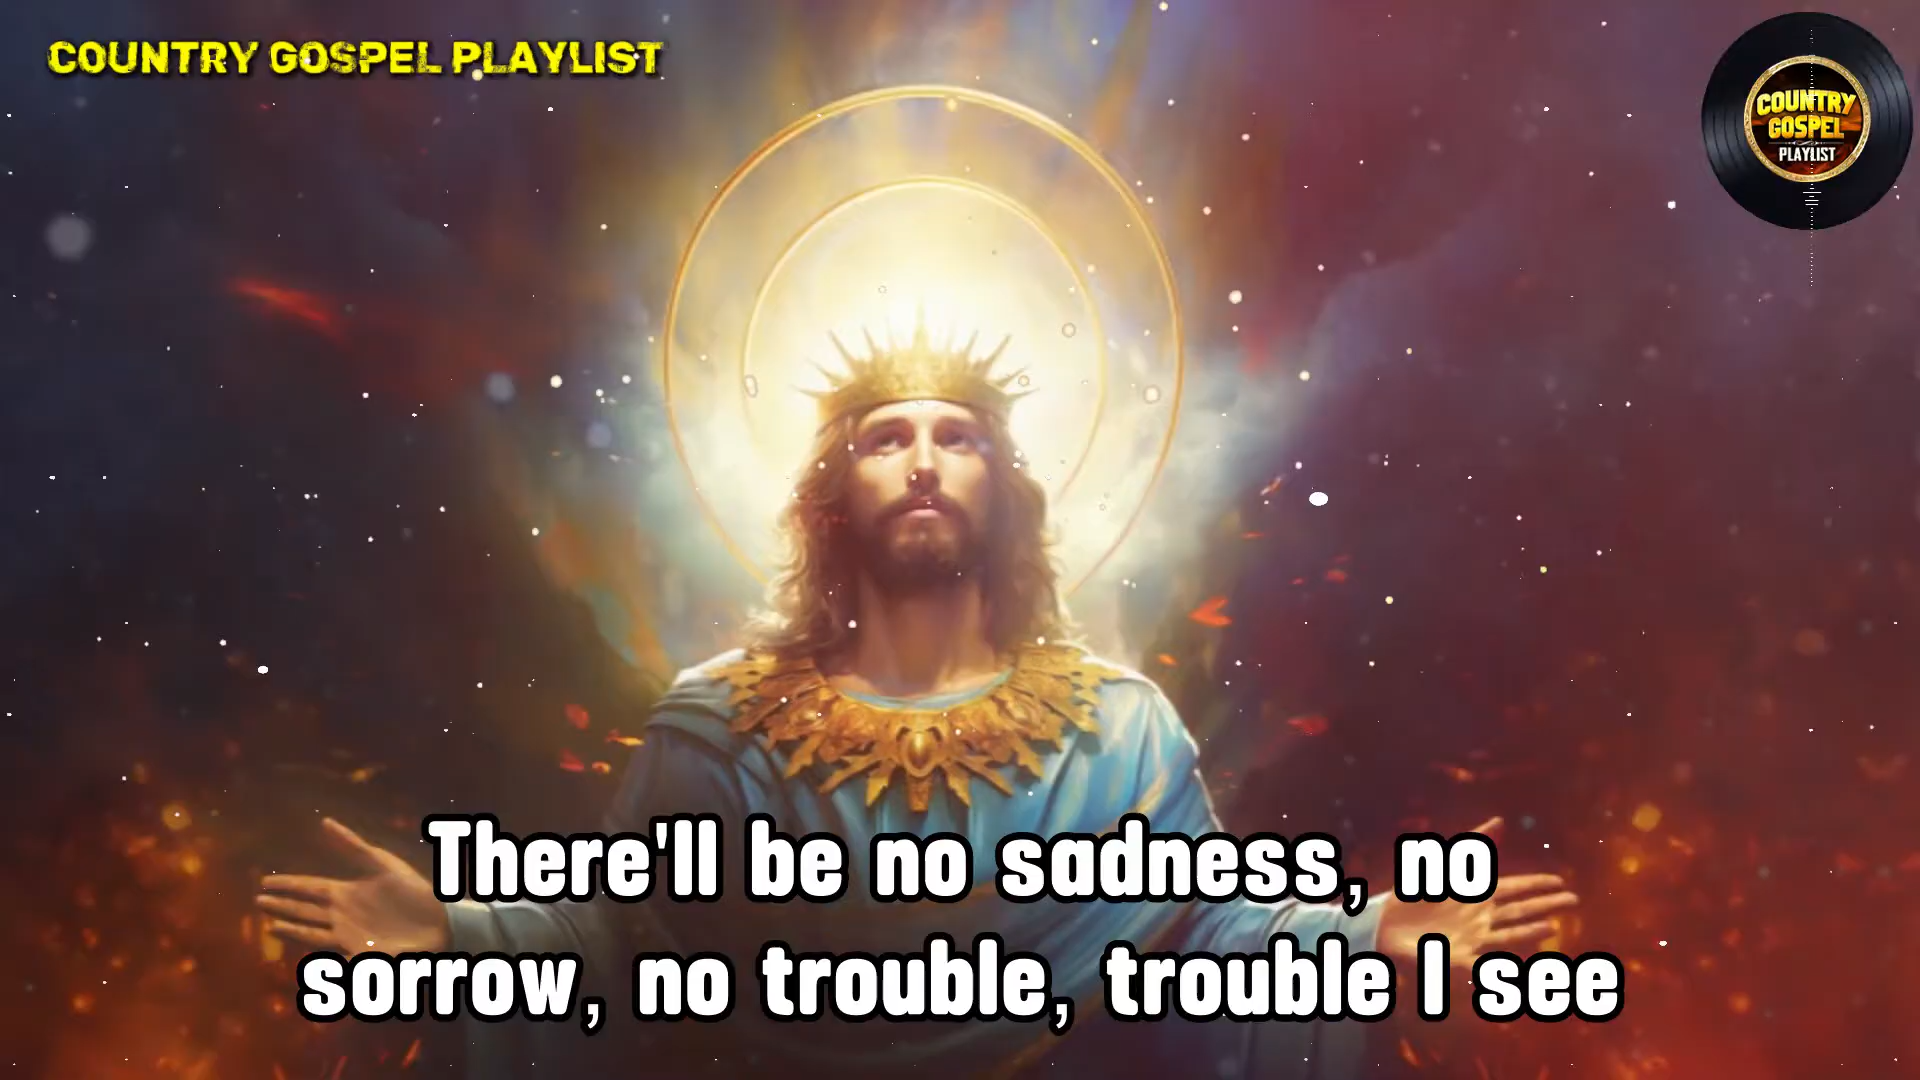 COUNTRY GOSPEL PLAYLIST
COUNTRY
GOSPEL
PLAYLIST
There'll be no sadness, no
sorrow, no trouble, trouble I see